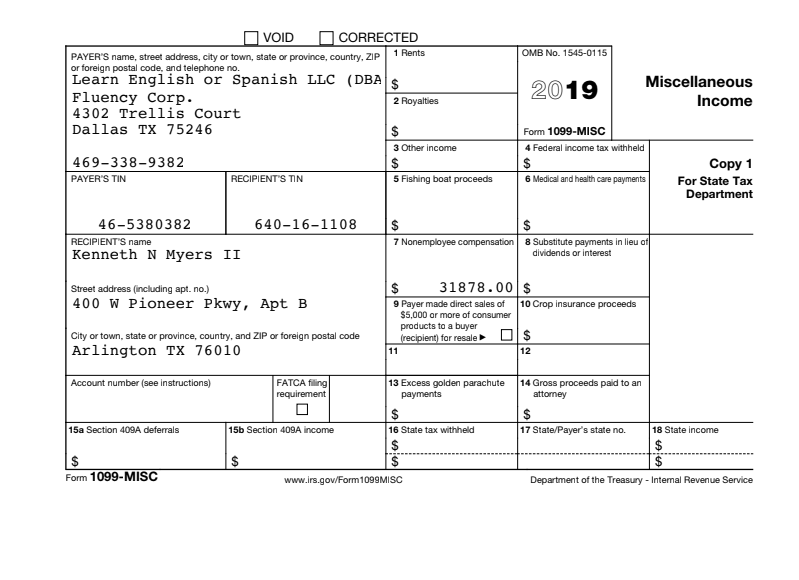 VOID CORRECTED
PAYER'S name, street address, city or town, state or province, country, ZIP
or foreign postal code, and telephone no.
Learn English or Spanish LLC (DBA
Fluency Corp.
4302 Trellis Court
Dallas TX 75246
469-338-9382
1 Rents
$
2 Royalties
$
OMB No. 1545-0115
2019
Form 1099-MISC
Miscellaneous
Income
3 Other income
$
4 Federal income tax withheld
$
Copy 1
For State Tax
Department
PAYER'S TIN
46-5380382
RECIPIENT'S TIN
640-16-1108
5 Fishing boat proceeds
$
6 Medical and health care payments
$
RECIPIENT'S name
Kenneth N Myers II
7 Nonemployee compensation
$ 31878.00
8 Substitute payments in lieu of
dividends or interest
$
Street address (including apt. no.)
400 W Pioneer Pkwy, Apt B
9 Payer made direct sales of
$5,000 or more of consumer
products to a buyer
(recipient) for resale ▶
10 Crop insurance proceeds
$
City or town, state or province, country, and ZIP or foreign postal code
Arlington TX 76010
11
12
Account number (see instructions)
FATCA filing
requirement
13 Excess golden parachute
payments
$
14 Gross proceeds paid to an
attorney
$
15a Section 409A deferrals
$
15b Section 409A income
$
16 State tax withheld
$
$
17 State/Payer's state no.
18 State income
$
$
Form 1099-MISC
www.irs.gov/Form1099MISC
Department of the Treasury - Internal Revenue Service